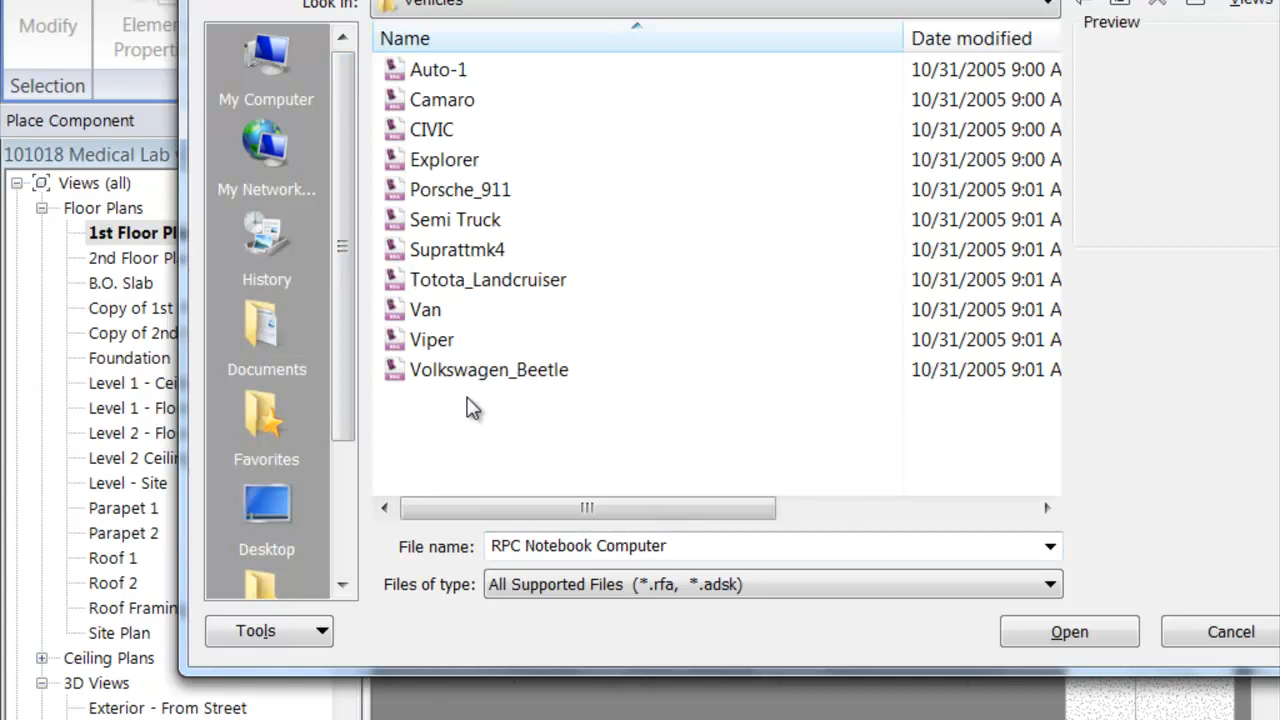 Look in:
Vehicles
Views
Modify
Element
Properti
Selection
Place Component
101018 Medical Lab
Views (all)
Floor Plans
1st Floor Pl
2nd Floor Pl
B.O. Slab
Copy of 1st
Copy of 2nd
Foundation
Level 1 - Cei
Level 1 - Flo
Level 2 - Flo
Level 2 Ceilin
Level - Site
Parapet 1
Parapet 2
Roof 1
Roof 2
Roof Framin
Site Plan
Ceiling Plans
3D Views
Exterior - From Street
My Computer
My Network...
History
Documents
Favorites
Desktop
Name
Date modified
Auto-1
10/31/2005 9:00 A
Camaro
10/31/2005 9:00 A
CIVIC
10/31/2005 9:00 A
Explorer
10/31/2005 9:00 A
Porsche_911
10/31/2005 9:01 A
Semi Truck
10/31/2005 9:01 A
Suprattmk4
10/31/2005 9:01 A
Totota_Landcruiser
10/31/2005 9:01 A
Van
10/31/2005 9:01 A
Viper
10/31/2005 9:01 A
Volkswagen_Beetle
10/31/2005 9:01 A
Preview
File name:
RPC Notebook Computer
Files of type:
All Supported Files (*.rfa, *.adsk)
Tools
Open
Cancel